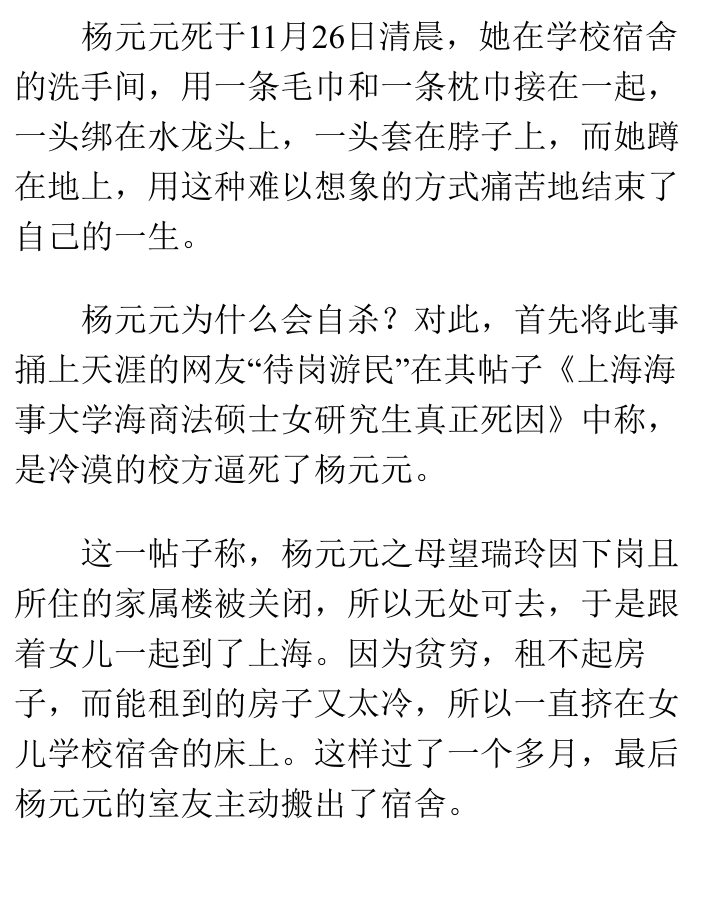 杨元元死于11月26日清晨，她在学校宿舍
的洗手间，用一条毛巾和一条枕巾接在一起，
一头绑在水龙头上，一头套在脖子上，而她蹲
在地上，用这种难以想象的方式痛苦地结束了
自己的一生。
杨元元为什么会自杀？对此，首先将此事
捅上天涯的网友“待岗游民”在其帖子《上海海
事大学海商法硕士女研究生真正死因》中称，
是冷漠的校方逼死了杨元元。
这一帖子称，杨元元之母望瑞玲因下岗且
所住的家属楼被关闭，所以无处可去，于是跟
着女儿一起到了上海。因为贫穷，租不起房
子，而能租到的房子又太冷，所以一直挤在女
儿学校宿舍的床上。这样过了一个多月，最后
杨元元的室友主动搬出了宿舍。